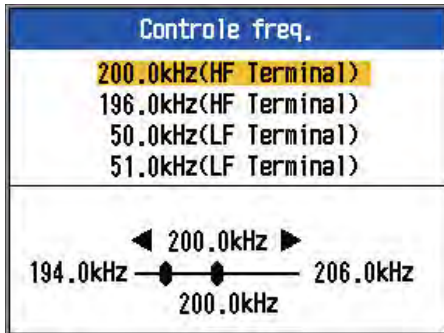 Controle freq.
200.0kHz(HF Terminal)
196.0kHz(HF Terminal)
50.0kHz(LF Terminal)
51.0kHz(LF Terminal)
◀ 200.0kHz ▶
194.0kHz 206.0kHz
200.0kHz